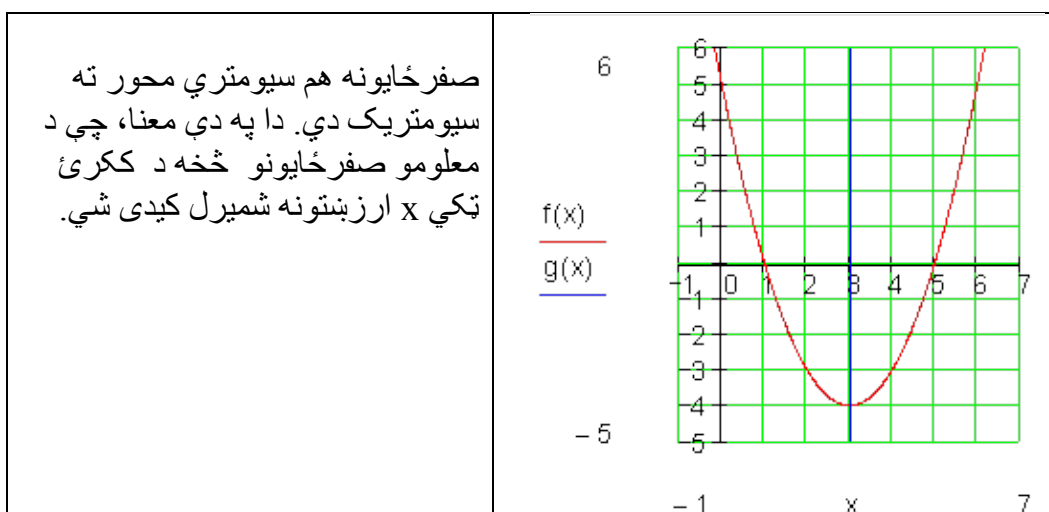 صفرځایونه هم سیومتري محور ته
سیومتریک دي. دا په دې معنا، چې د
معلومو صفرځایونو څخه د ککرئ
ټکي x ارزښتونه شمیرل کیدی شي.
6
f(x)
g(x)
– 5
6
5
4
3
2
1
–1 0 1 2 3 4 5 6 7
–1
–2
–3
–4
–5
– 1 x 7